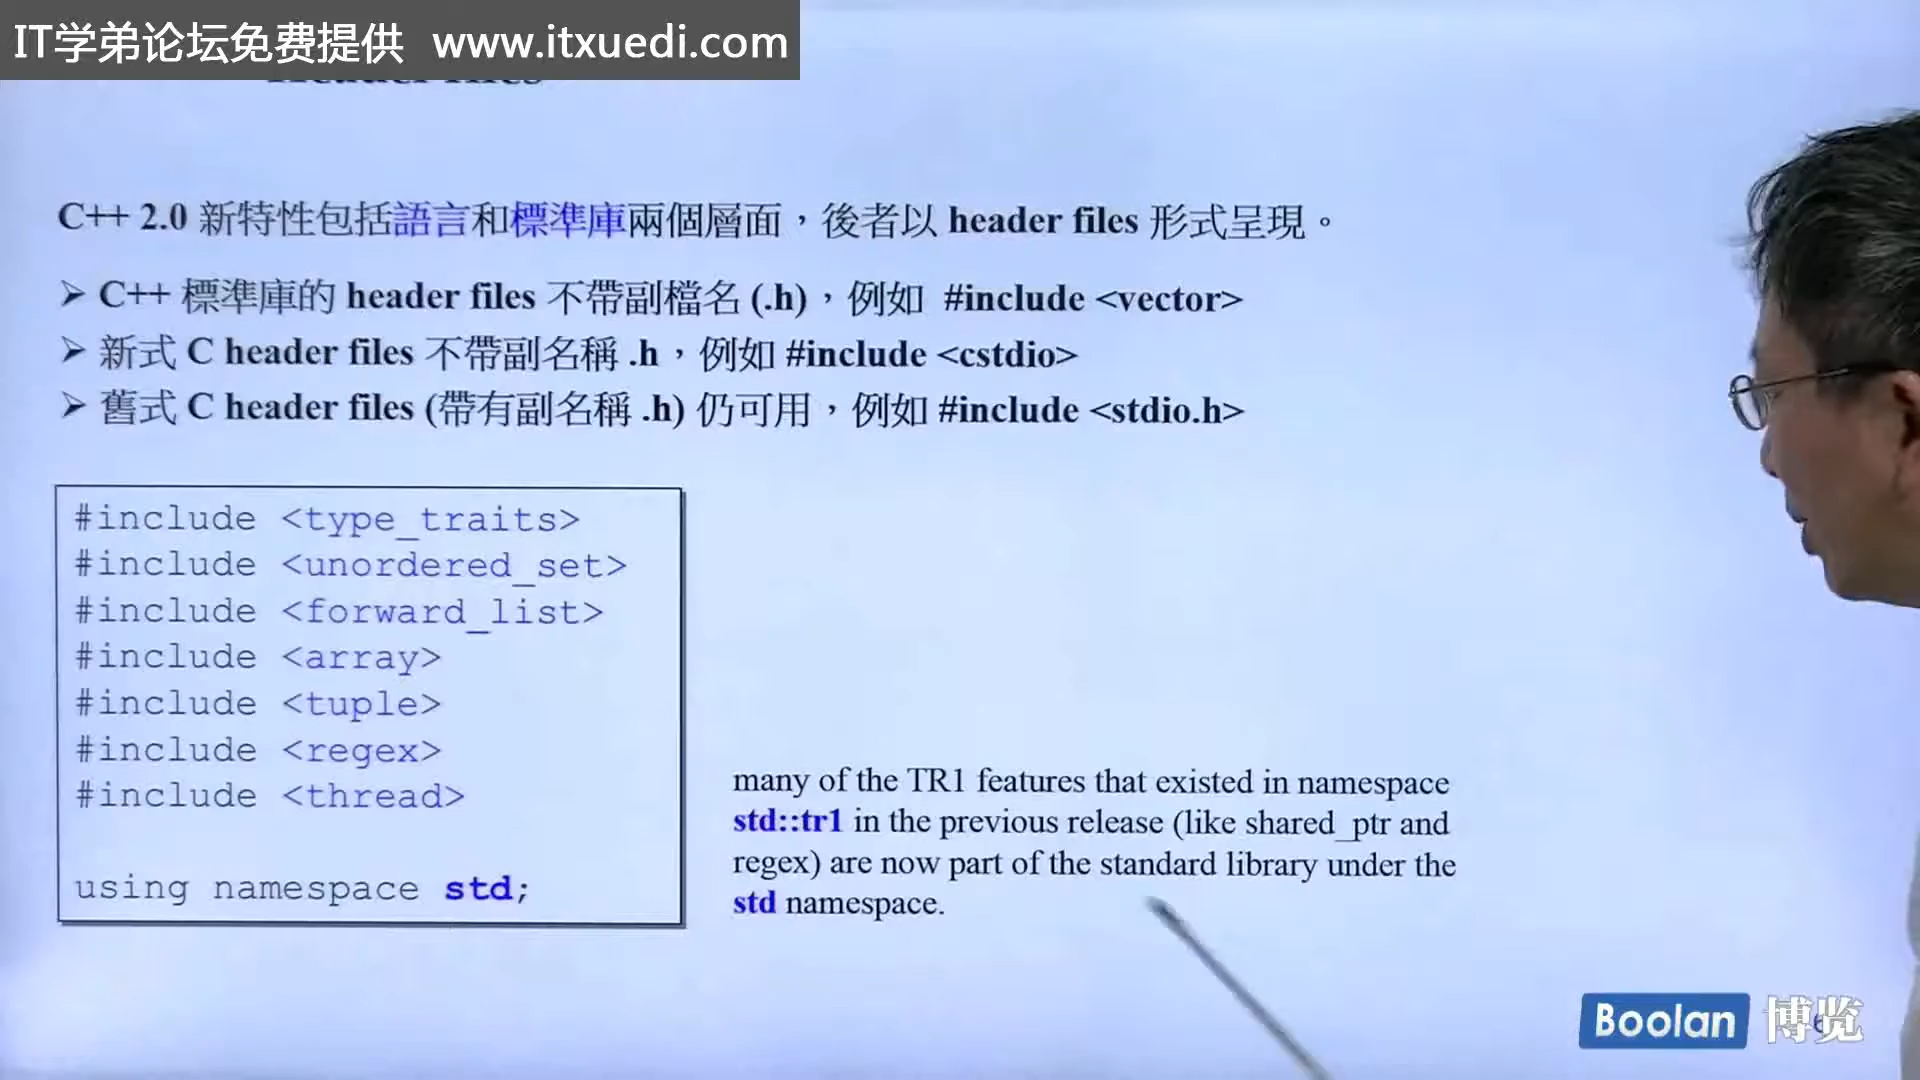 IT学弟论坛免费提供 www.itxuedi.com
Header files
C++ 2.0 新特性包括語言和標準庫兩個層面，後者以 header files 形式呈現。
➢ C++ 標準庫的 header files 不帶副檔名 (.h)，例如 #include <vector>
➢ 新式 C header files 不帶副名稱 .h，例如 #include <cstdio>
➢ 舊式 C header files (帶有副名稱 .h) 仍可用，例如 #include <stdio.h>
#include <type_traits>
#include <unordered_set>
#include <forward_list>
#include <array>
#include <tuple>
#include <regex>
#include <thread>
using namespace std;
many of the TR1 features that existed in namespace
std::tr1 in the previous release (like shared_ptr and
regex) are now part of the standard library under the
std namespace.
Boolan 博览